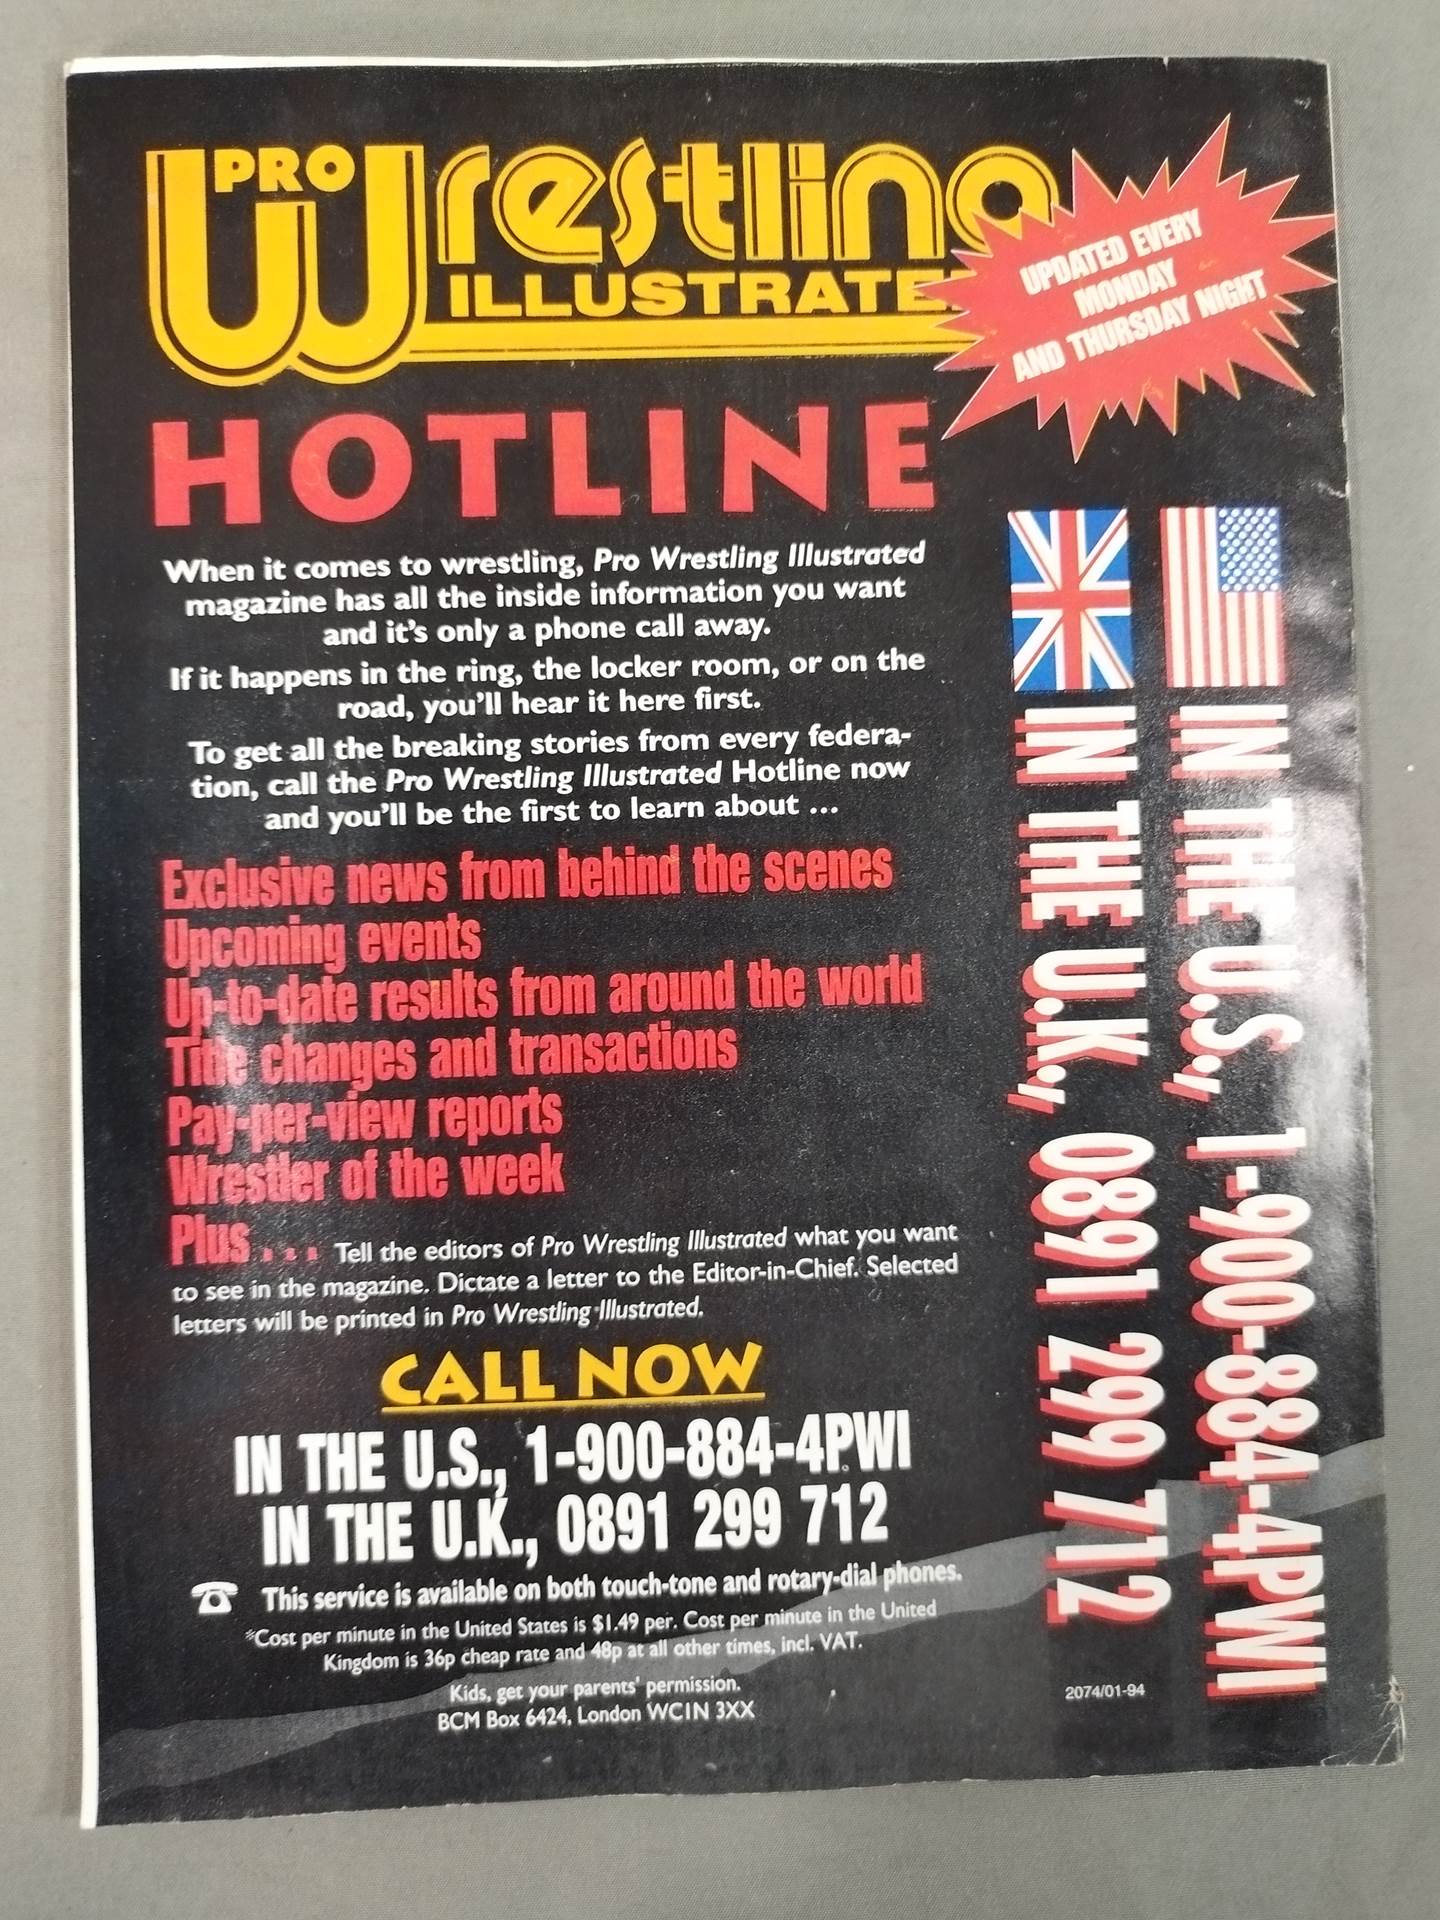 PRO
Wrestling
ILLUSTRATE
UPDATED EVERY
MONDAY
AND THURSDAY NIGHT
HOTLINE
When it comes to wrestling, Pro Wrestling Illustrated
magazine has all the inside information you want
and it's only a phone call away.
If it happens in the ring, the locker room, or on the
road, you'll hear it here first.
To get all the breaking stories from every federa-
tion, call the Pro Wrestling Illustrated Hotline now
and you'll be the first to learn about ...
Exclusive news from behind the scenes
Upcoming events
Up-to-date results from around the world
Title changes and transactions
Pay-per-view reports
Wrestler of the week
Plus . . . Tell the editors of Pro Wrestling Illustrated what you want
to see in the magazine. Dictate a letter to the Editor-in-Chief. Selected
letters will be printed in Pro Wrestling Illustrated.
CALL NOW
IN THE U.S., 1-900-884-4PWI
IN THE U.K., 0891 299 712
This service is available on both touch-tone and rotary-dial phones.
*Cost per minute in the United States is $1.49 per. Cost per minute in the United
Kingdom is 36p cheap rate and 48p at all other times, incl. VAT.
Kids, get your parents' permission.
BCM Box 6424, London WCIN 3XX
2074/01-94
IN THE U.S., 1-900-884-4PWI
IN THE U.K., 0891 299 712